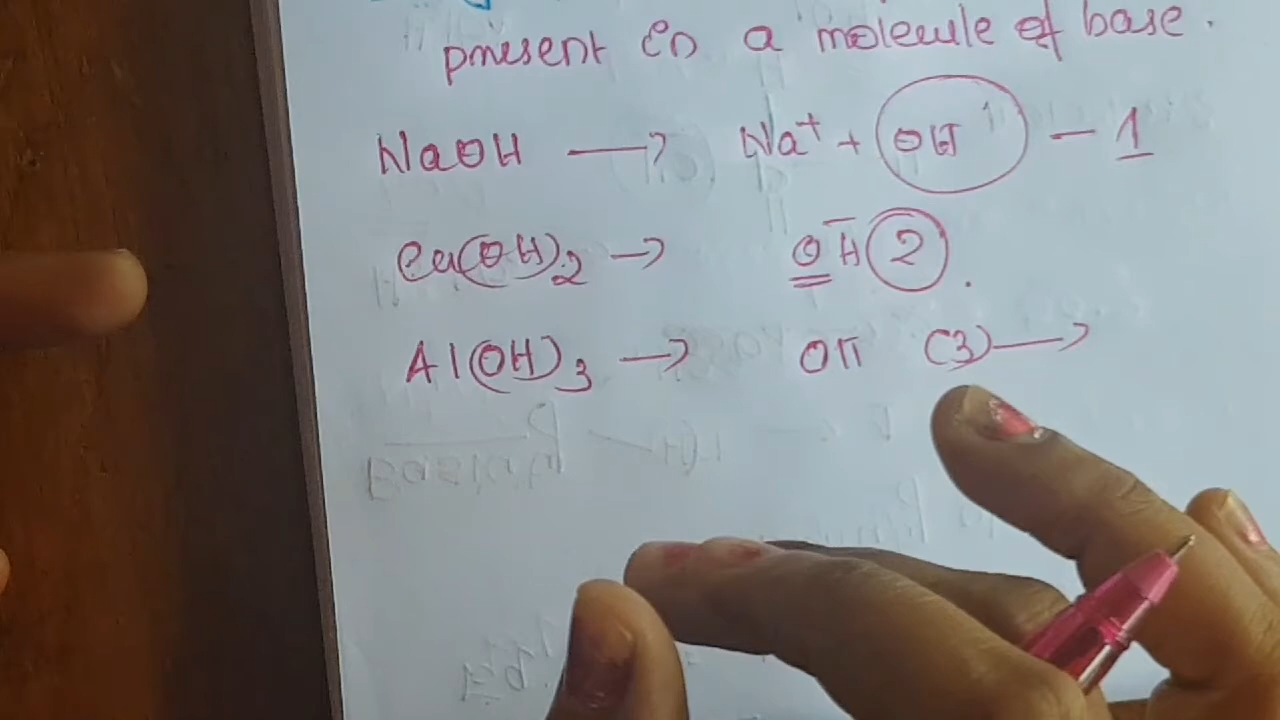 present in a molecule of base.
NaOH → Na⁺ + OH⁻ - 1
Ca(OH)₂ → OH⁻ 2.
Al(OH)₃ → OH (3) →